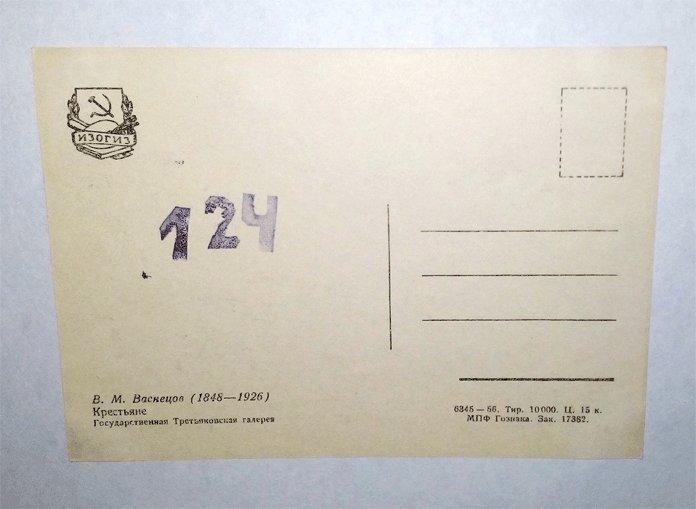 ИЗОГИЗ
124
В. М. Васнецов (1848—1926)
Крестьяне
Государственная Третьяковская галерея
6345 — 56. Тир. 10000. Ц. 15 к.
МПФ Гознака. Зак. 17382.